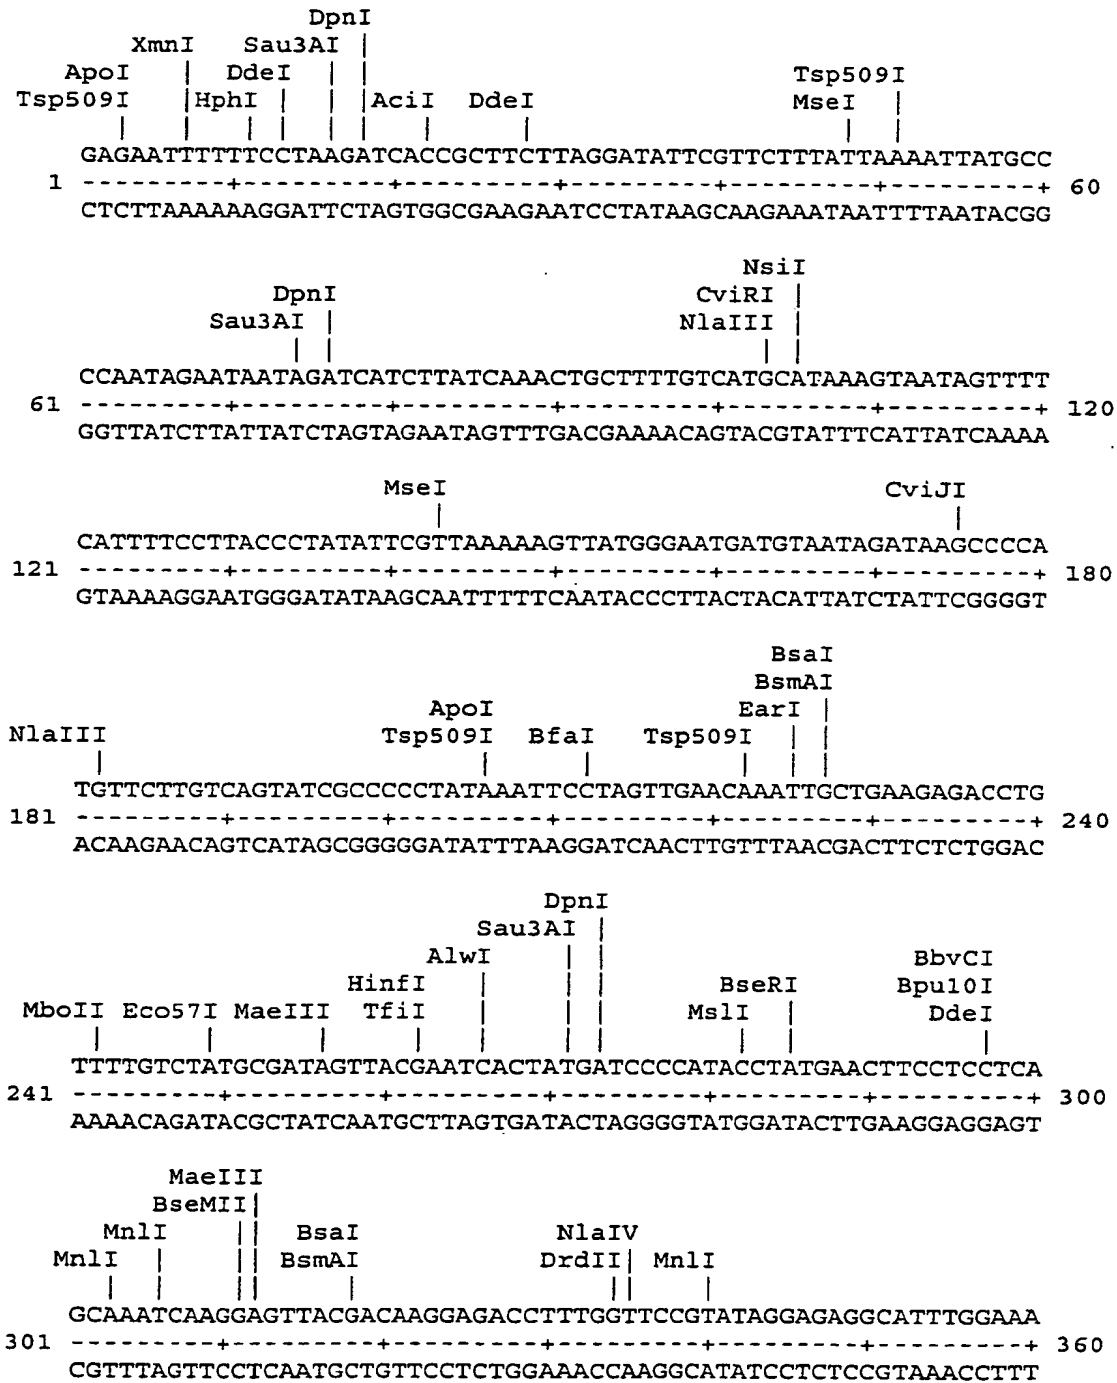 DpnI
XmnI Sau3AI |
ApoI | DdeI | | Tsp509I
Tsp509I |HphI | | |AciI DdeI MseI |
GAGAATTTTTTCCTAAGATCACCGCTTCTTAGGATATTCGTTCTTTATTAAAATTATGCC
1 ---------+---------+---------+---------+---------+---------+ 60
CTCTTAAAAAAGGATTCTAGTGGCGAAGAATCCTATAAGCAAGAAATAATTTTAATACGG
NsiI
DpnI CviRI |
Sau3AI | NlaIII |
CCAATAGAATAATAGATCATCTTATCAAACTGCTTTTGTCATGCATAAAGTAATAGTTTT
61 ---------+---------+---------+---------+---------+---------+ 120
GGTTATCTTATTATCTAGTAGAATAGTTTGACGAAAACAGTACGTATTTCATTATCAAAA
MseI CviJI
CATTTTCCTTACCCTATATTCGTTAAAAAGTTATGGGAATGATGTAATAGATAAGCCCCA
121 ---------+---------+---------+---------+---------+---------+ 180
GTAAAAGGAATGGGATATAAGCAATTTTTCAATACCCTTACTACATTATCTATTCGGGGT
BsaI
BsmAI
ApoI EarI |
NlaIII Tsp509I BfaI Tsp509I | |
TGTTCTTGTCAGTATCGCCCCCTATAAATTCCTAGTTGAACAAATTGCTGAAGAGACCTG
181 ---------+---------+---------+---------+---------+---------+ 240
ACAAGAACAGTCATAGCGGGGGATATTTAAGGATCAACTTGTTTAACGACTTCTCTGGAC
DpnI
Sau3AI |
AlwI | | BbvCI
HinfI | | | BseRI Bpu10I
MboII Eco57I MaeIII TfiI | | | MslI | DdeI
TTTTGTCTATGCGATAGTTACGAATCACTATGATCCCCATACCTATGAACTTCCTCCTCA
241 ---------+---------+---------+---------+---------+---------+ 300
AAAACAGATACGCTATCAATGCTTAGTGATACTAGGGGTATGGATACTTGAAGGAGGAGT
MaeIII
BseMII|
MnlI || BsaI NlaIV
MnlI | || BsmAI DrdII| MnlI
GCAAATCAAGGAGTTACGACAAGGAGACCTTTGGTTCCGTATAGGAGAGGCATTTGGAAA
301 ---------+---------+---------+---------+---------+---------+ 360
CGTTTAGTTCCTCAATGCTGTTCCTCTGGAAACCAAGGCATATCCTCTCCGTAAACCTTT